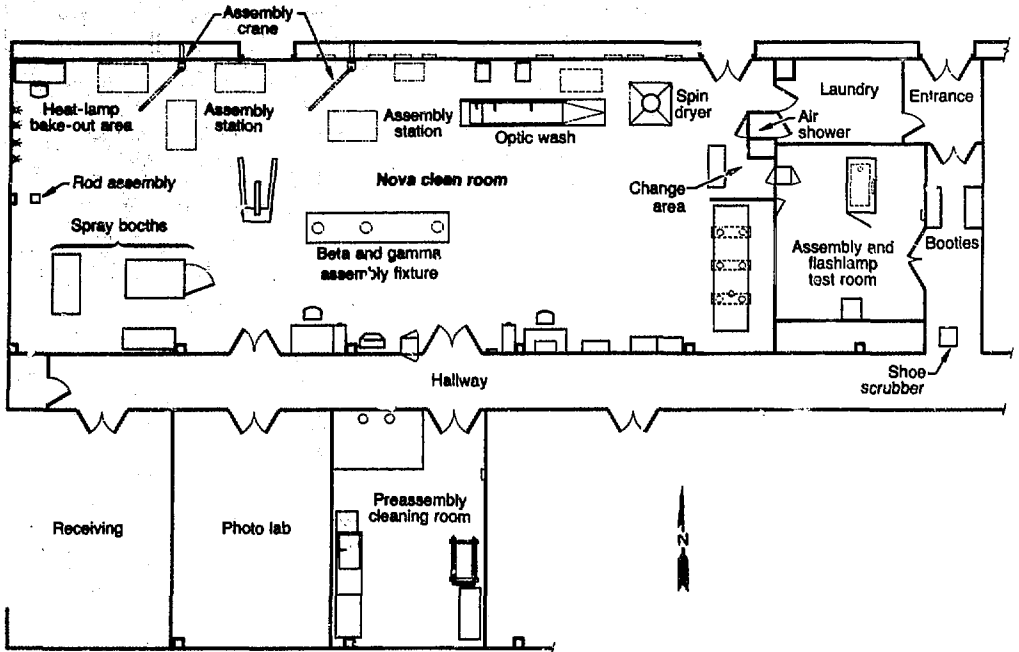 Assembly
crane
Heat-lamp
bake-out area
Assembly
station
Assembly
station
Optic wash
Spin
dryer
Laundry
Entrance
Air
shower
Rod assembly
Nova clean room
Change
area
Spray booths
Beta and gamma
assembly fixture
Assembly and
flashlamp
test room
Booties
Hallway
Shoe
scrubber
Receiving
Photo lab
Preassembly
cleaning room
N